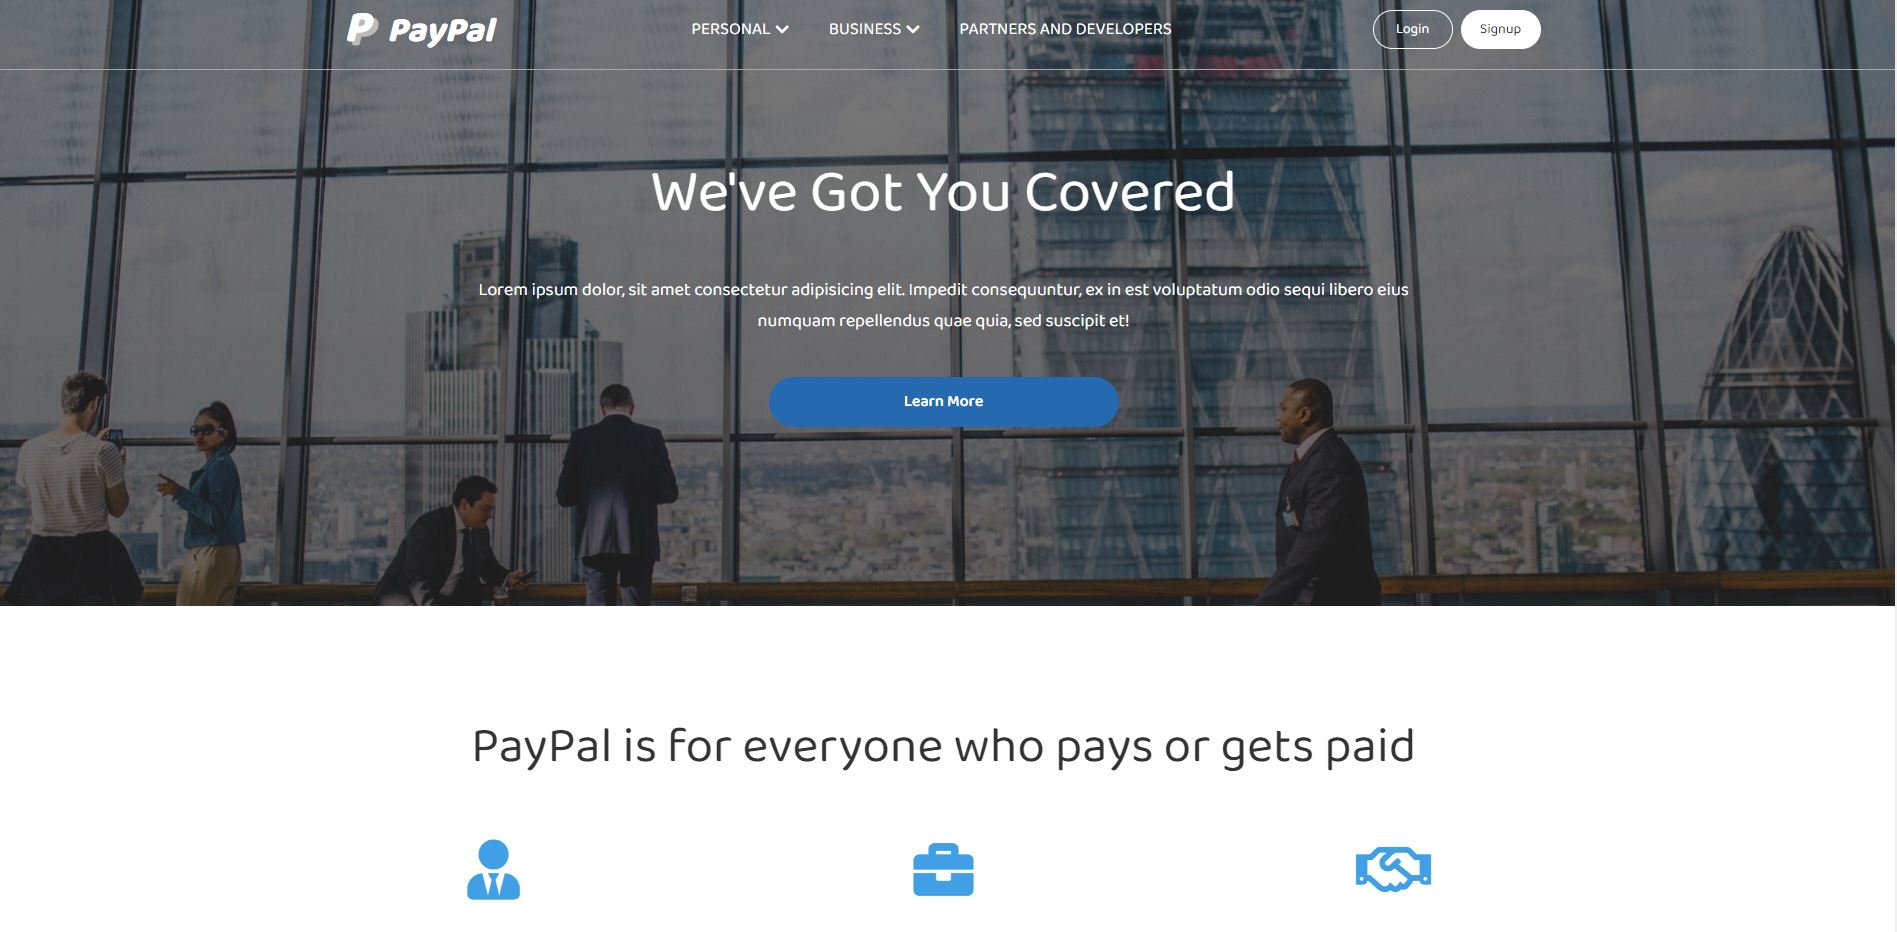 PayPal
PERSONAL
BUSINESS
PARTNERS AND DEVELOPERS
Login
Signup
We've Got You Covered
Lorem ipsum dolor, sit amet consectetur adipisicing elit. Impedit consequuntur, ex in est voluptatum odio sequi libero eius
numquam repellendus quae quia, sed suscipit et!
Learn More
PayPal is for everyone who pays or gets paid